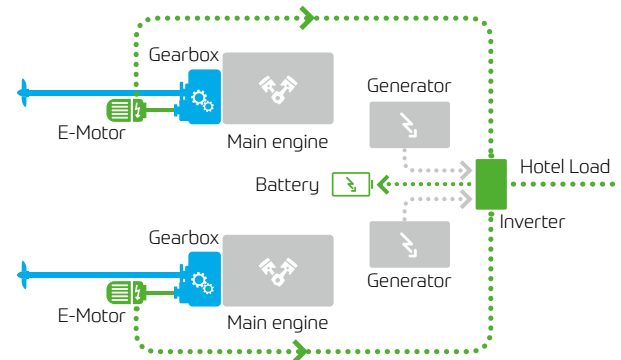 Gearbox
Generator
E-Motor
Main engine
Hotel Load
Battery
Inverter
Gearbox
Generator
E-Motor
Main engine